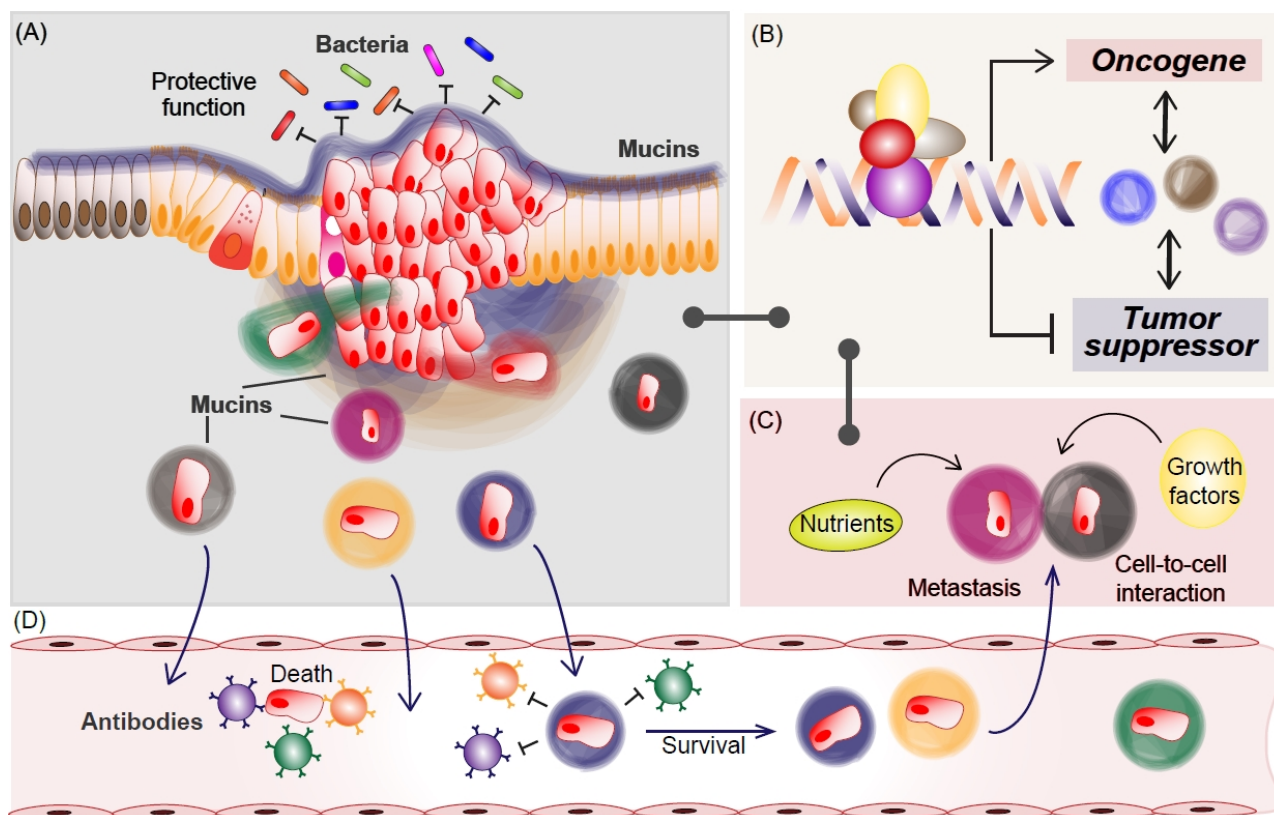 (A)
Bacteria
Protective
function
Mucins
Mucins
(B)
Oncogene
Tumor
suppressor
(C)
Nutrients
Growth
factors
Metastasis
Cell-to-cell
interaction
(D)
Death
Antibodies
Survival